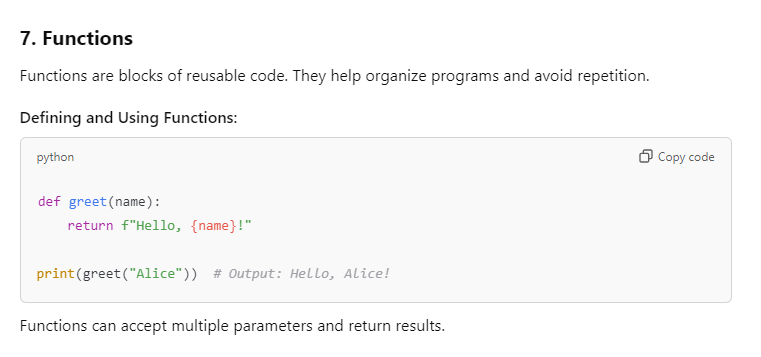 7. Functions
Functions are blocks of reusable code. They help organize programs and avoid repetition.
Defining and Using Functions:
python
Copy code
def greet(name):
    return f"Hello, {name}!"
print(greet("Alice"))  # Output: Hello, Alice!
Functions can accept multiple parameters and return results.